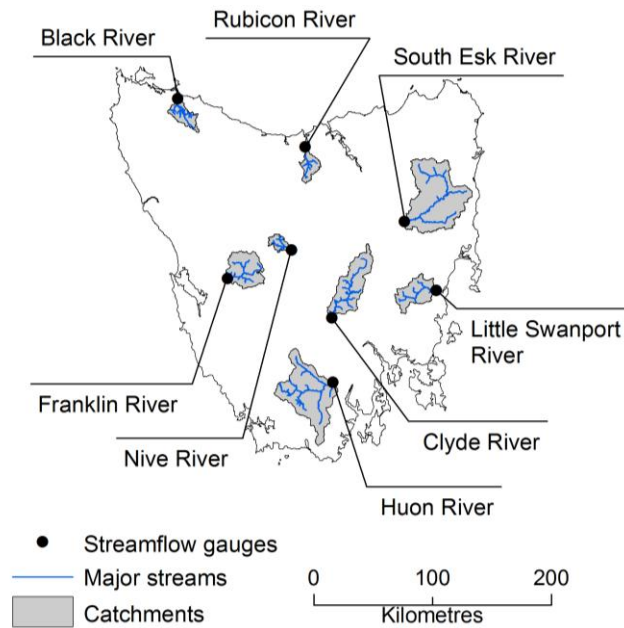 Rubicon River
Black River
South Esk River
Little Swanport
River
Franklin River
Clyde River
Nive River
Huon River
Streamflow gauges
Major streams
Catchments
0 100 200
Kilometres